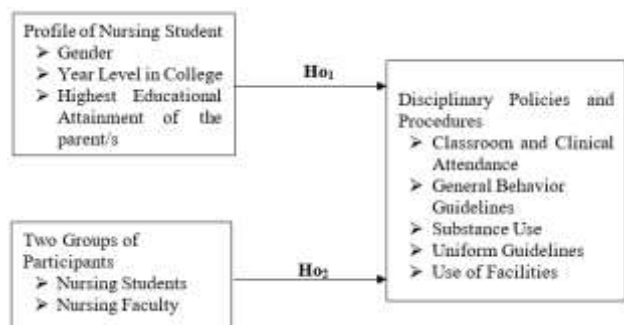 Profile of Nursing Student
➢ Gender
➢ Year Level in College
➢ Highest Educational
Attainment of the
parent/s
Ho1
Two Groups of
Participants
➢ Nursing Students
➢ Nursing Faculty
Ho2
Disciplinary Policies and
Procedures
➢ Classroom and Clinical
Attendance
➢ General Behavior
Guidelines
➢ Substance Use
➢ Uniform Guidelines
➢ Use of Facilities